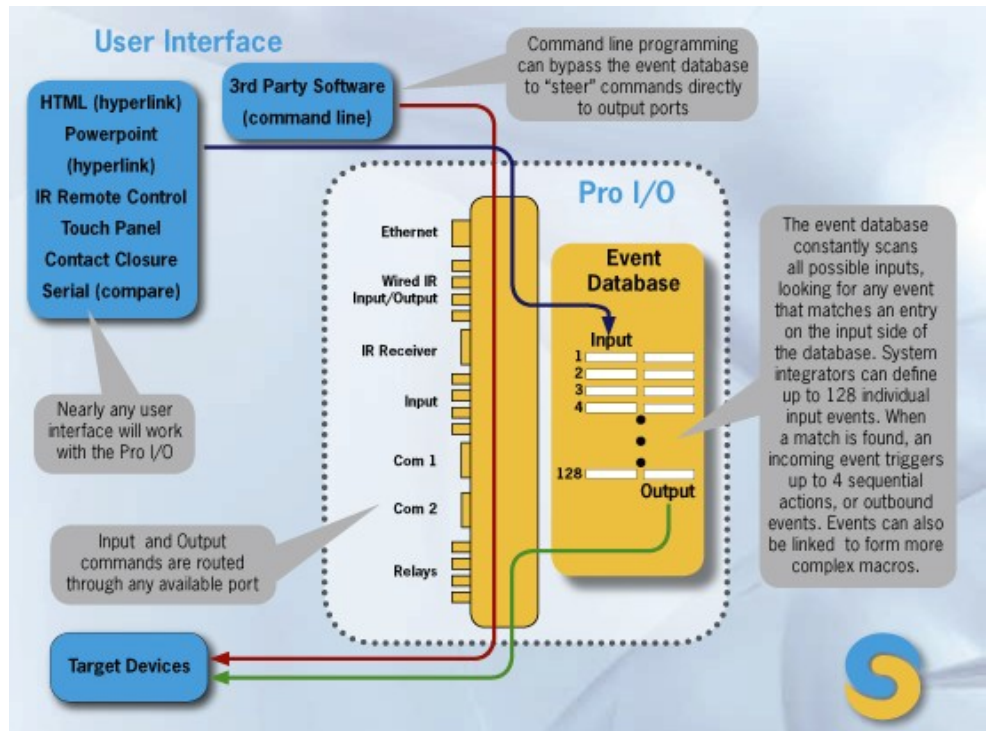 User Interface
HTML (hyperlink)
Powerpoint
(hyperlink)
IR Remote Control
Touch Panel
Contact Closure
Serial (compare)
3rd Party Software
(command line)
Command line programming
can bypass the event database
to “steer” commands directly
to output ports
Nearly any user
interface will work
with the Pro I/O
Input and Output
commands are routed
through any available port
Pro I/O
Ethernet
Wired IR
Input/Output
IR Receiver
Input
Com 1
Com 2
Relays
Event
Database
Input
1
2
3
4
128
Output
The event database
constantly scans
all possible inputs,
looking for any event
that matches an entry
on the input side of
the database. System
integrators can define
up to 128 individual
input events. When
a match is found, an
incoming event triggers
up to 4 sequential
actions, or outbound
events. Events can also
be linked to form more
complex macros.
Target Devices